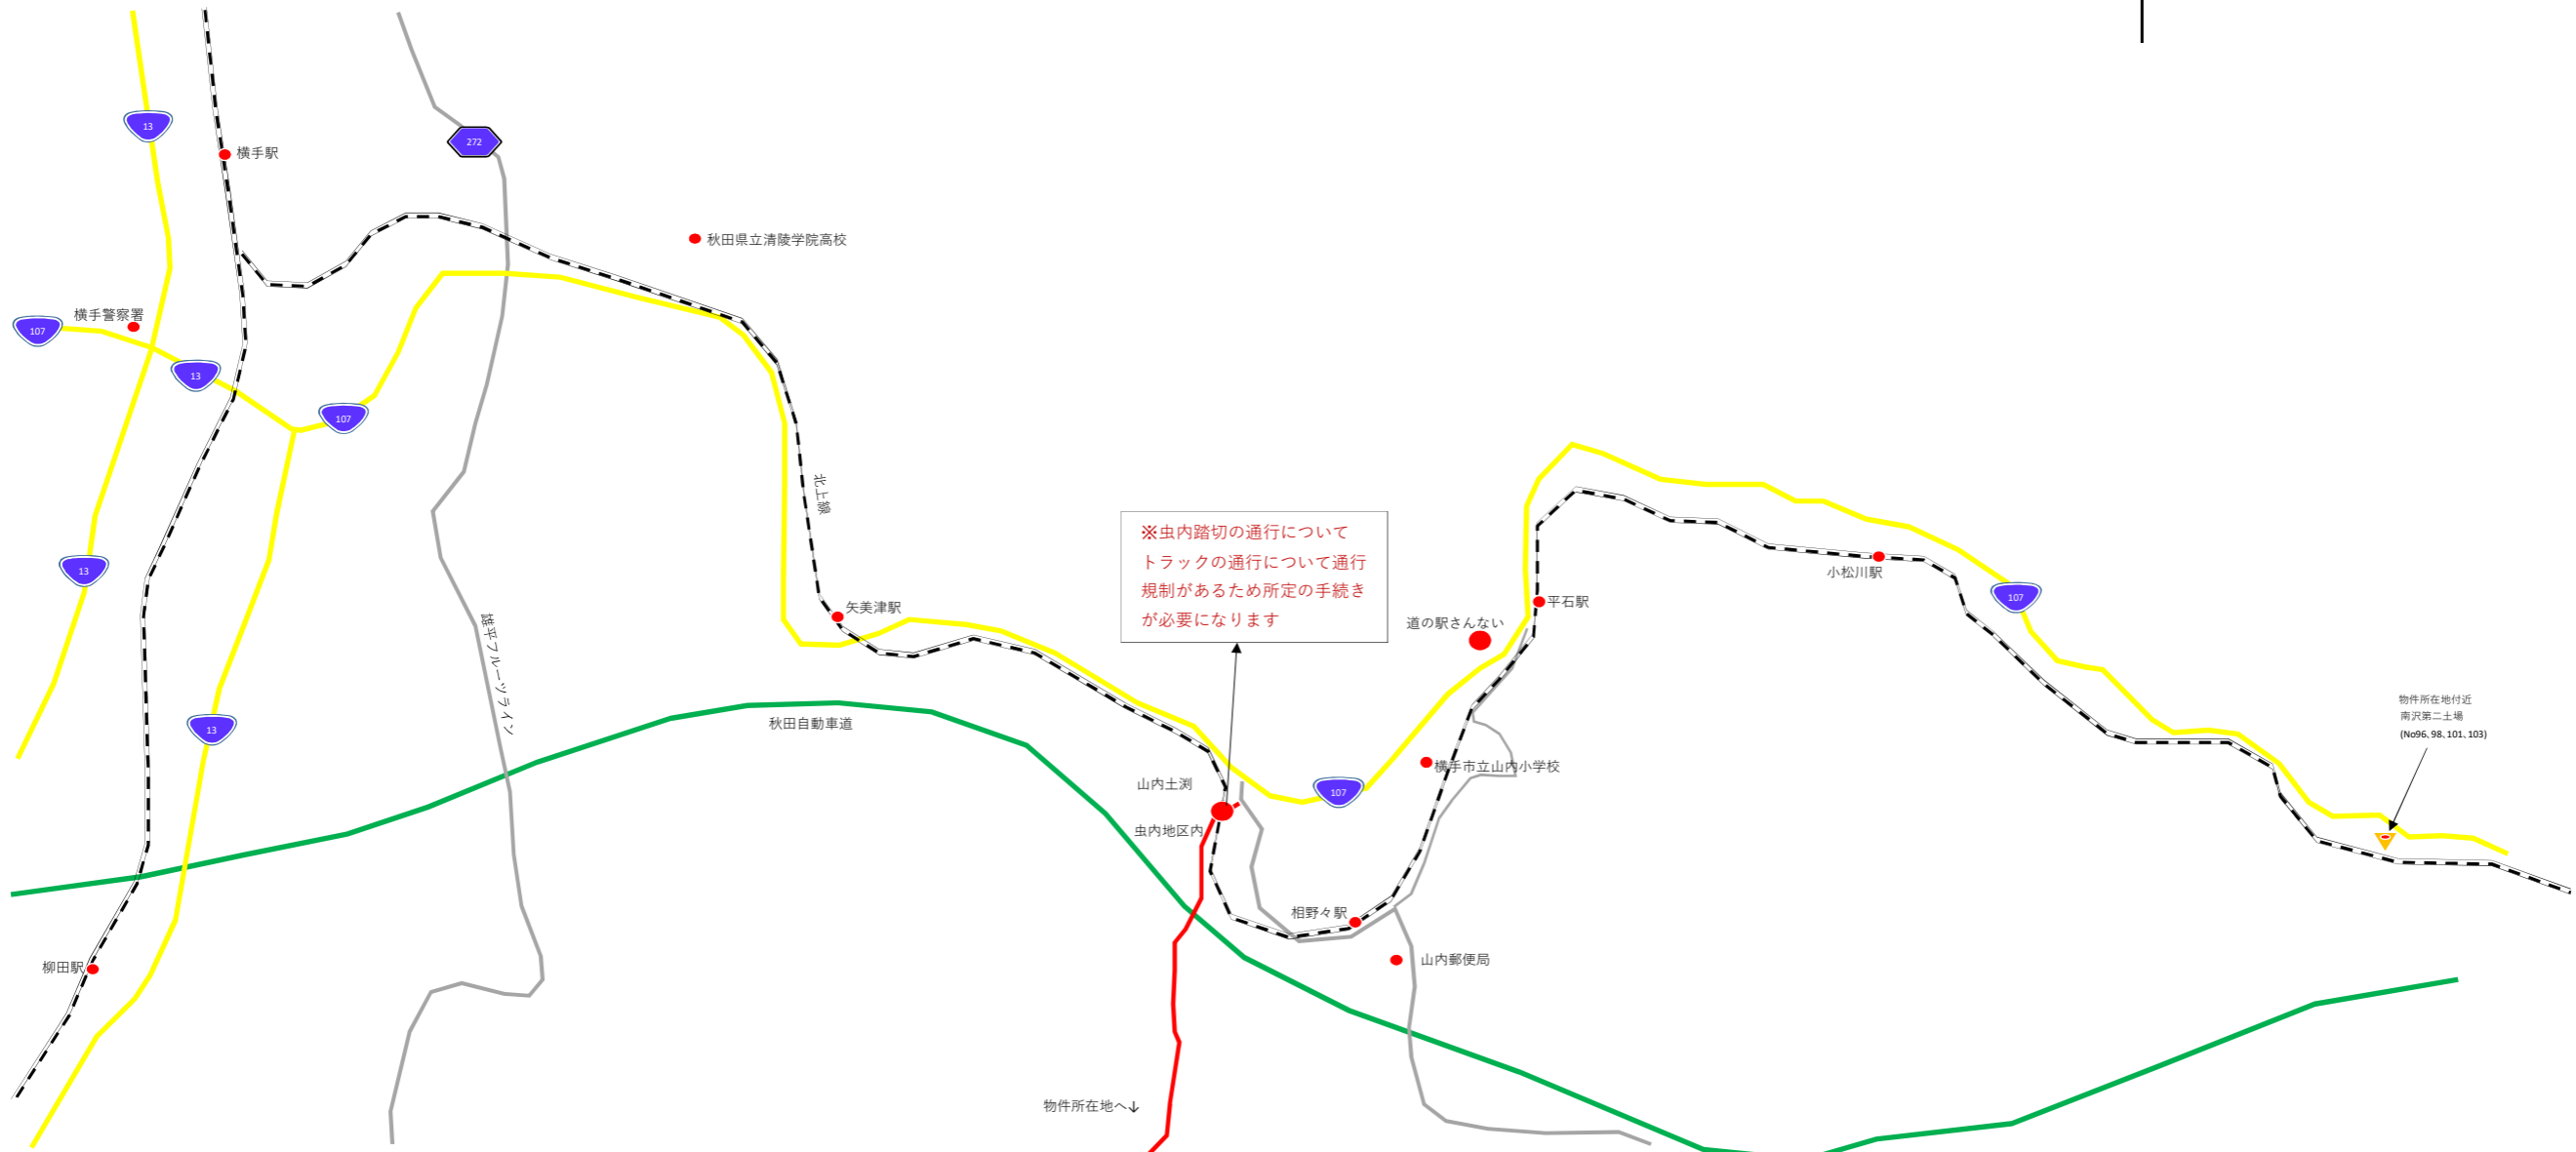 13
272
横手駅
秋田県立清陵学院高校
横手警察署
107
13
107
北上線
※虫内踏切の通行について
トラックの通行について通行
規制があるため所定の手続き
が必要になります
13
小松川駅
107
矢美津駅
平石駅
道の駅さんない
雄平フルーツライン
秋田自動車道
13
物件所在地付近
南沢第二土場
(No96、98、101、103)
横手市立山内小学校
山内土渕
107
虫内地区内
相野々駅
山内郵便局
柳田駅
物件所在地へ↓